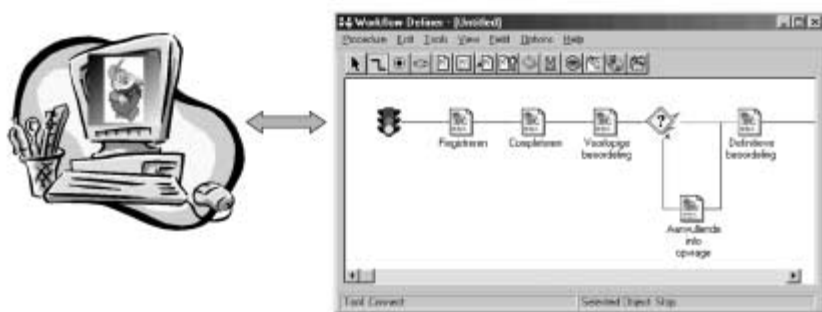 Workflow Definer - [Untitled]
Procedure Edit Tools View Field Options Help
?
Registreren
Completeren
Voorlopige
beoordeling
Definitieve
beoordeling
Aanvullende
info
opvrage
Tool: Connect
Selected Object: Stop